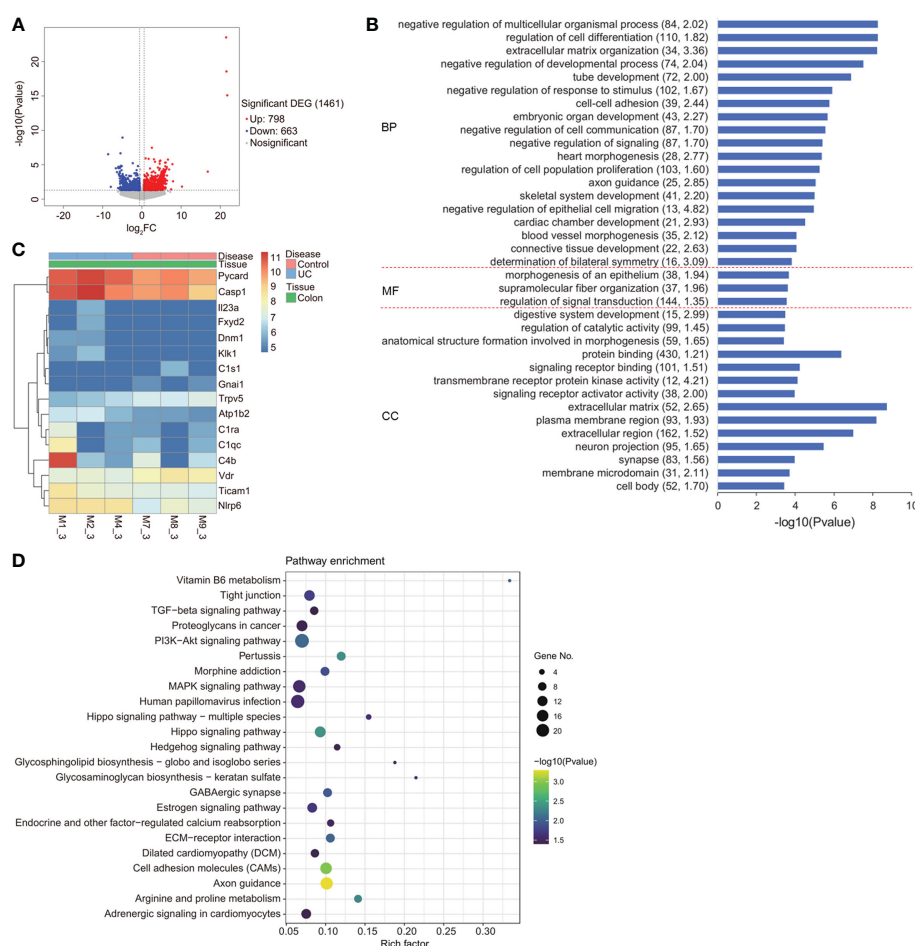 A
-log10(Pvalue)
20
15
10
5
0
-20
-10
0
10
20
log2FC
Significant DEG (1461)
Up: 798
Down: 663
Nosignificant
B
BP
MF
CC
negative regulation of multicellular organismal process (84, 2.02)
regulation of cell differentiation (110, 1.82)
extracellular matrix organization (34, 3.36)
negative regulation of developmental process (74, 2.04)
tube development (72, 2.00)
negative regulation of response to stimulus (102, 1.67)
cell-cell adhesion (39, 2.44)
embryonic organ development (43, 2.27)
negative regulation of cell communication (87, 1.70)
negative regulation of signaling (87, 1.70)
heart morphogenesis (28, 2.77)
regulation of cell population proliferation (103, 1.60)
axon guidance (25, 2.85)
skeletal system development (41, 2.20)
negative regulation of epithelial cell migration (13, 4.82)
cardiac chamber development (21, 2.93)
blood vessel morphogenesis (35, 2.12)
connective tissue development (22, 2.63)
determination of bilateral symmetry (16, 3.09)
morphogenesis of an epithelium (38, 1.94)
supramolecular fiber organization (37, 1.96)
regulation of signal transduction (144, 1.35)
digestive system development (15, 2.99)
regulation of catalytic activity (99, 1.45)
anatomical structure formation involved in morphogenesis (59, 1.65)
protein binding (430, 1.21)
signaling receptor binding (101, 1.51)
transmembrane receptor protein kinase activity (12, 4.21)
signaling receptor activator activity (38, 2.00)
extracellular matrix (52, 2.65)
plasma membrane region (93, 1.93)
extracellular region (162, 1.52)
neuron projection (95, 1.65)
synapse (83, 1.56)
membrane microdomain (31, 2.11)
cell body (52, 1.70)
0 2 4 6 8 10
-log10(Pvalue)
C
Disease
Tissue
Pycard
Casp1
Il23a
Fxyd2
Dnm1
Klk1
C1s1
Gnai1
Trpv5
Atp1b2
C1ra
C1qc
C4b
Vdr
Ticam1
Nlrp6
M1_3
M2_3
M4_3
M7_3
M8_3
M9_3
11
10
9
8
7
6
5
Disease
Control
UC
Tissue
Colon
D
Pathway enrichment
Vitamin B6 metabolism
Tight junction
TGF−beta signaling pathway
Proteoglycans in cancer
PI3K−Akt signaling pathway
Pertussis
Morphine addiction
MAPK signaling pathway
Human papillomavirus infection
Hippo signaling pathway − multiple species
Hippo signaling pathway
Hedgehog signaling pathway
Glycosphingolipid biosynthesis − globo and isoglobo series
Glycosaminoglycan biosynthesis − keratan sulfate
GABAergic synapse
Estrogen signaling pathway
Endocrine and other factor-regulated calcium reabsorption
ECM−receptor interaction
Dilated cardiomyopathy (DCM)
Cell adhesion molecules (CAMs)
Axon guidance
Arginine and proline metabolism
Adrenergic signaling in cardiomyocytes
0.05 0.10 0.15 0.20 0.25 0.30
Rich factor
Gene No.
4
8
12
16
20
−log10(Pvalue)
3.0
2.5
2.0
1.5